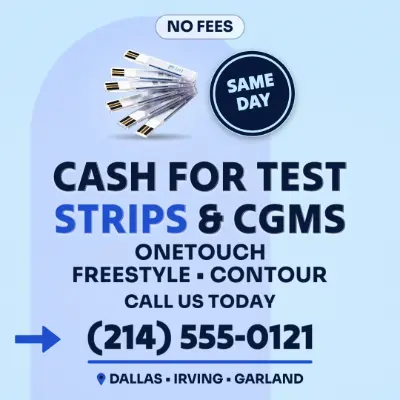 NO FEES
SAME
DAY
CASH FOR TEST
STRIPS & CGMS
ONETOUCH
FREESTYLE ▪ CONTOUR
CALL US TODAY
(214) 555-0121
DALLAS ▪ IRVING ▪ GARLAND